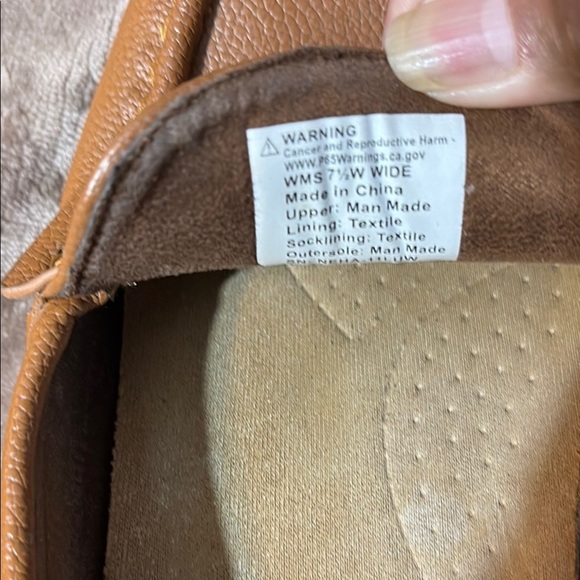 WARNING
Cancer and Reproductive Harm -
www.P65Warnings.ca.gov
WMS 7½W WIDE
Made in China
Upper: Man Made
Lining: Textile
Socklining: Textile
Outersole: Man Made